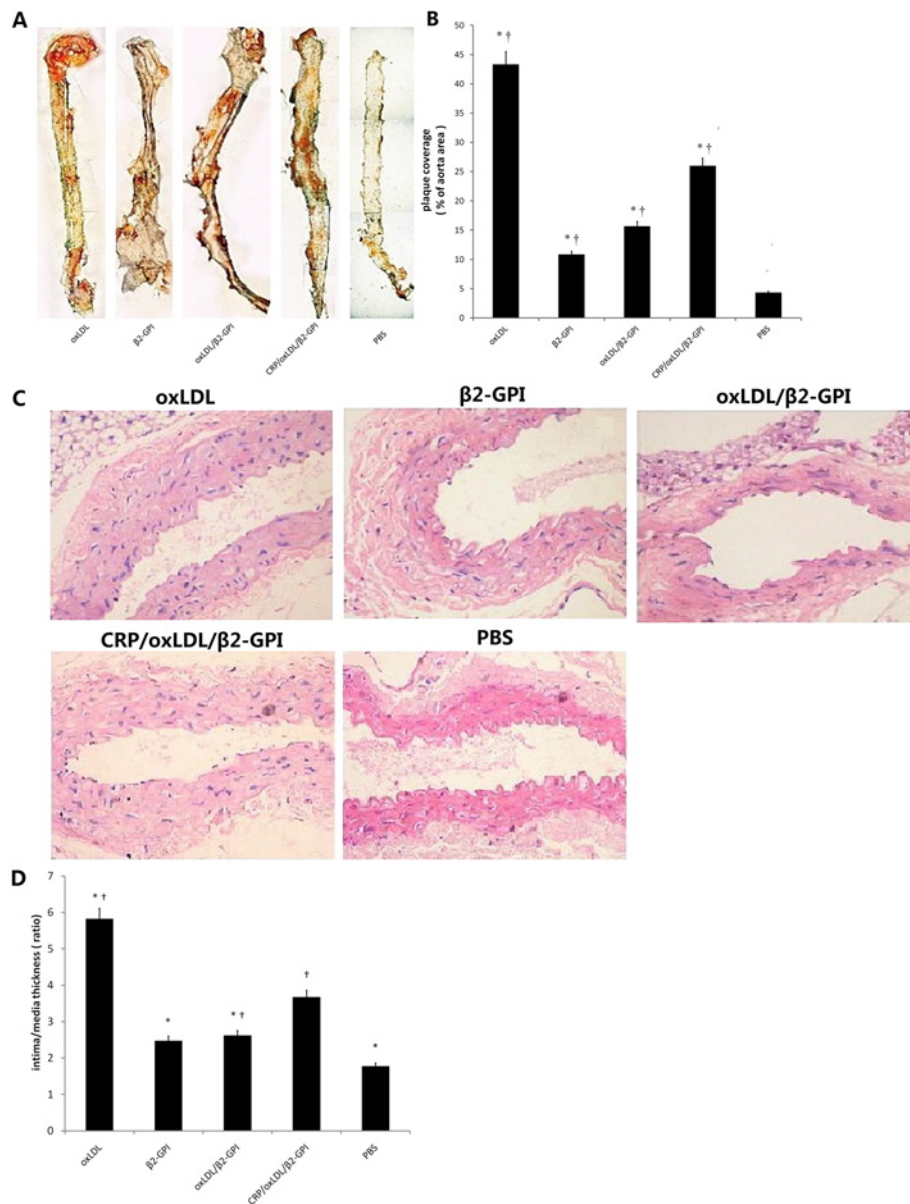 A
oxLDL
β2-GPI
oxLDL/β2-GPI
CRP/oxLDL/β2-GPI
PBS
B
plaque coverage
( % of aorta area )
50
45
40
35
30
25
20
15
10
5
0
* †
* †
* †
* †
oxLDL
β2-GPI
oxLDL/β2-GPI
CRP/oxLDL/β2-GPI
PBS
C
oxLDL
β2-GPI
oxLDL/β2-GPI
CRP/oxLDL/β2-GPI
PBS
D
intima/media thickness ( ratio)
7
6
5
4
3
2
1
0
* †
*
* †
†
*
oxLDL
β2-GPI
oxLDL/β2-GPI
CRP/oxLDL/β2-GPI
PBS